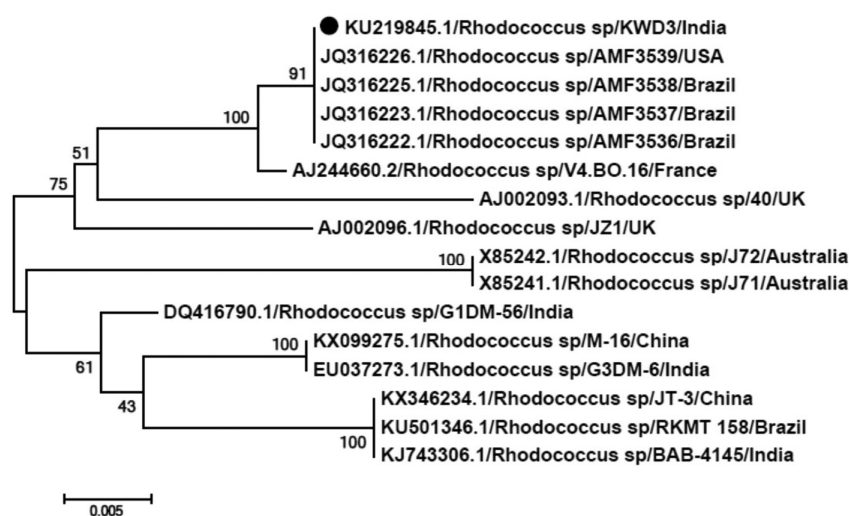 KU219845.1/Rhodococcus sp/KWD3/India
JQ316226.1/Rhodococcus sp/AMF3539/USA
91
JQ316225.1/Rhodococcus sp/AMF3538/Brazil
JQ316223.1/Rhodococcus sp/AMF3537/Brazil
100
JQ316222.1/Rhodococcus sp/AMF3536/Brazil
51
AJ244660.2/Rhodococcus sp/V4.BO.16/France
75
AJ002093.1/Rhodococcus sp/40/UK
AJ002096.1/Rhodococcus sp/JZ1/UK
100
X85242.1/Rhodococcus sp/J72/Australia
X85241.1/Rhodococcus sp/J71/Australia
DQ416790.1/Rhodococcus sp/G1DM-56/India
100
KX099275.1/Rhodococcus sp/M-16/China
61
EU037273.1/Rhodococcus sp/G3DM-6/India
43
KX346234.1/Rhodococcus sp/JT-3/China
KU501346.1/Rhodococcus sp/RKMT 158/Brazil
100
KJ743306.1/Rhodococcus sp/BAB-4145/India
0.005